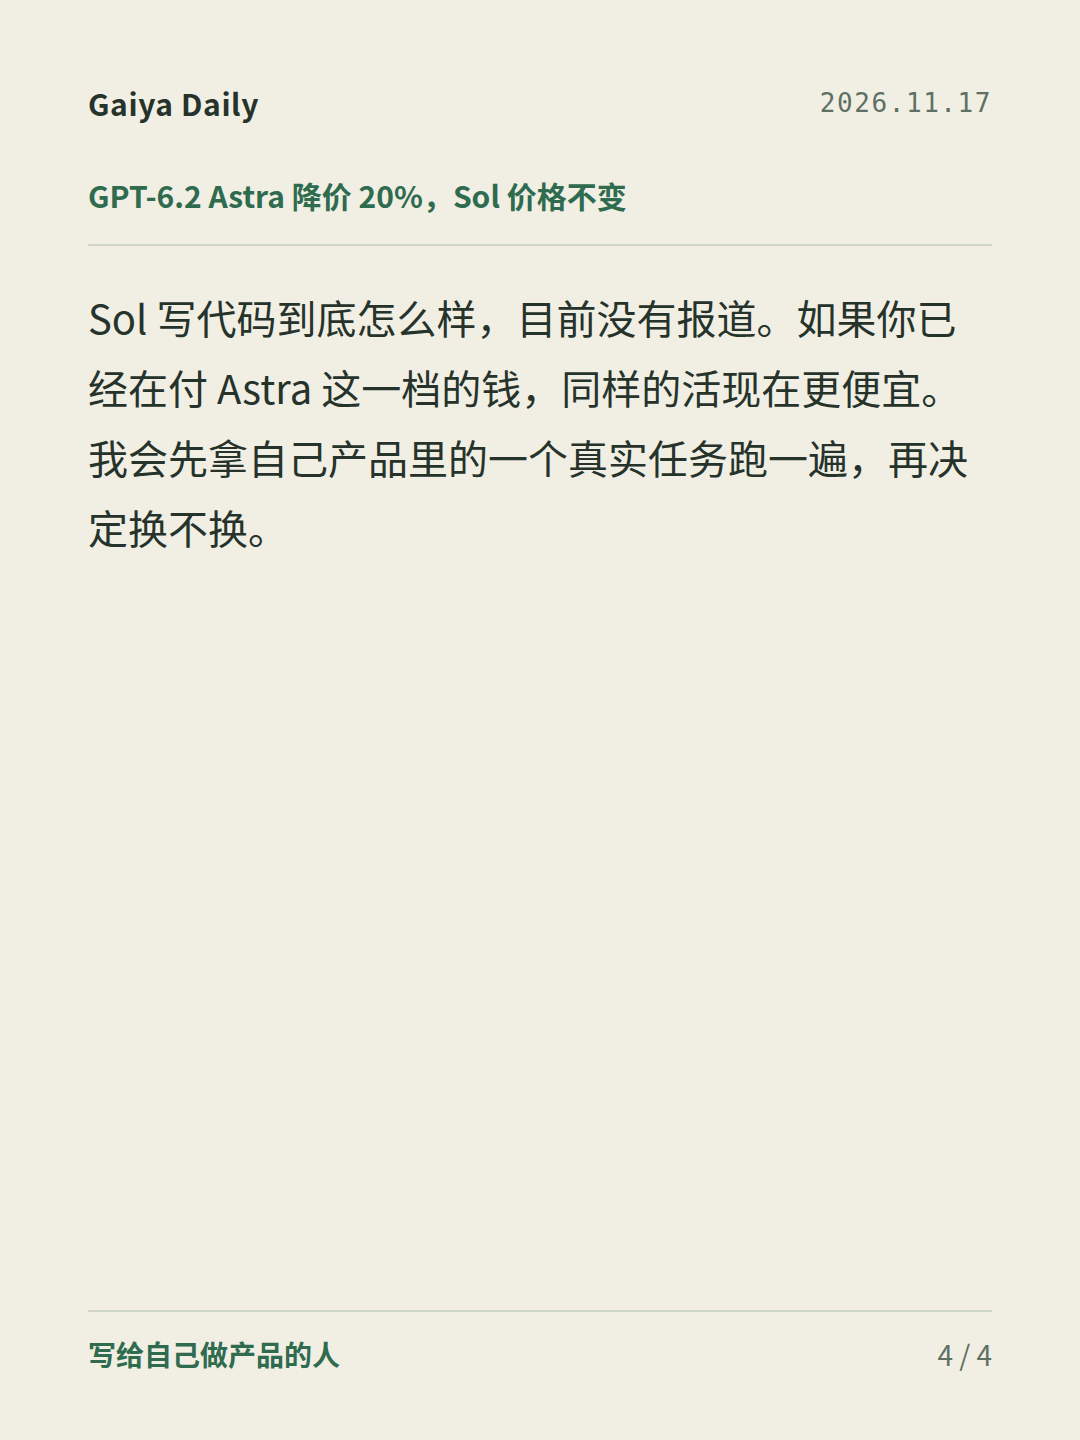 Gaiya Daily
2026.11.17
GPT-6.2 Astra 降价 20%，Sol 价格不变
Sol 写代码到底怎么样，目前没有报道。如果你已
经在付 Astra 这一档的钱，同样的活现在更便宜。
我会先拿自己产品里的一个真实任务跑一遍，再决
定换不换。
写给自己做产品的人
4 / 4